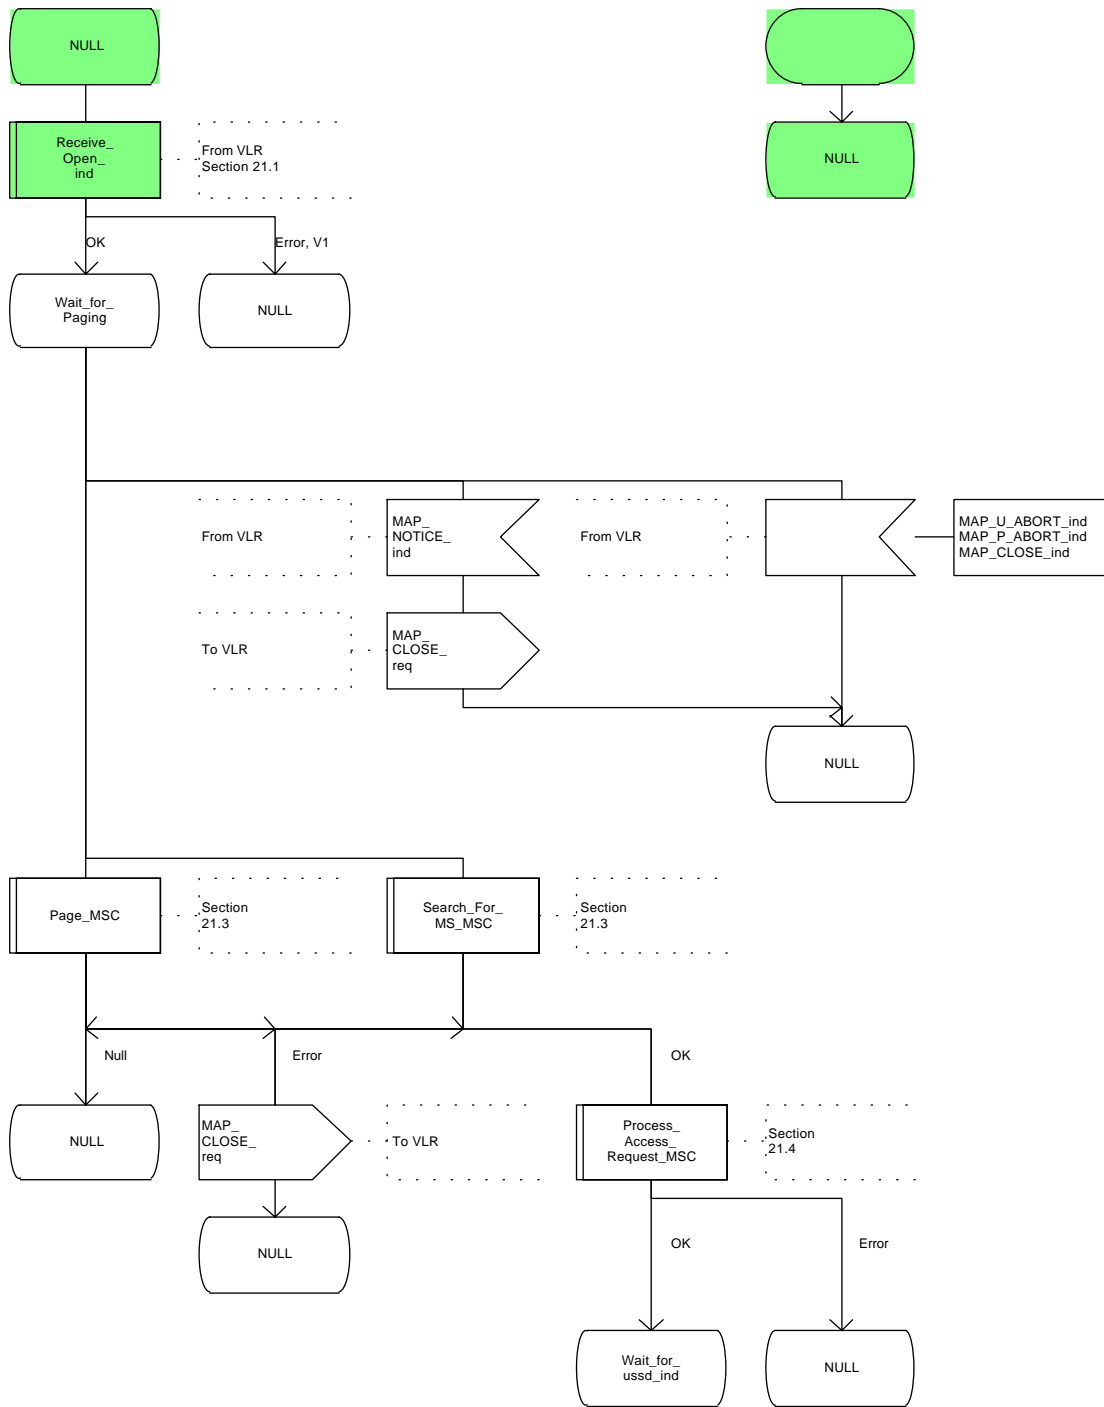 NULL
Receive_
Open_
ind
From VLR
Section 21.1
NULL
OK
Error, V1
Wait_for_
Paging
NULL
From VLR
MAP_
NOTICE_
ind
From VLR
MAP_U_ABORT_ind
MAP_P_ABORT_ind
MAP_CLOSE_ind
To VLR
MAP_
CLOSE_
req
NULL
Page_MSC
Section
21.3
Search_For_
MS_MSC
Section
21.3
Null
Error
OK
NULL
MAP_
CLOSE_
req
To VLR
Process_
Access_
Request_MSC
Section
21.4
NULL
OK
Error
Wait_for_
ussd_ind
NULL